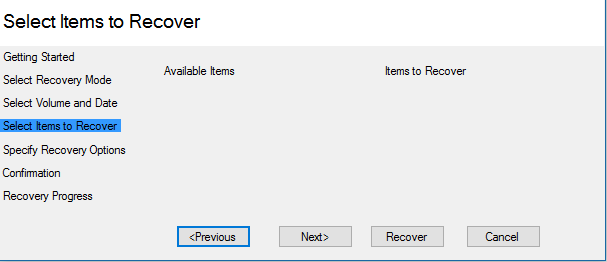 Select Items to Recover
Getting Started
Available Items
Items to Recover
Select Recovery Mode
Select Volume and Date
Select Items to Recover
Specify Recovery Options
Confirmation
Recovery Progress
<Previous
Next>
Recover
Cancel